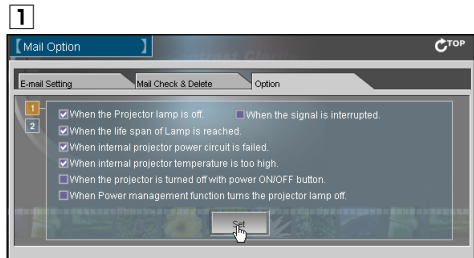 1
Mail Option
TOP
E-mail Setting Mail Check & Delete Option
1
2
When the Projector lamp is off. When the signal is interrupted.
When the life span of Lamp is reached.
When internal projector power circuit is failed.
When internal projector temperature is too high.
When the projector is turned off with power ON/OFF button.
When Power management function turns the projector lamp off.
Set